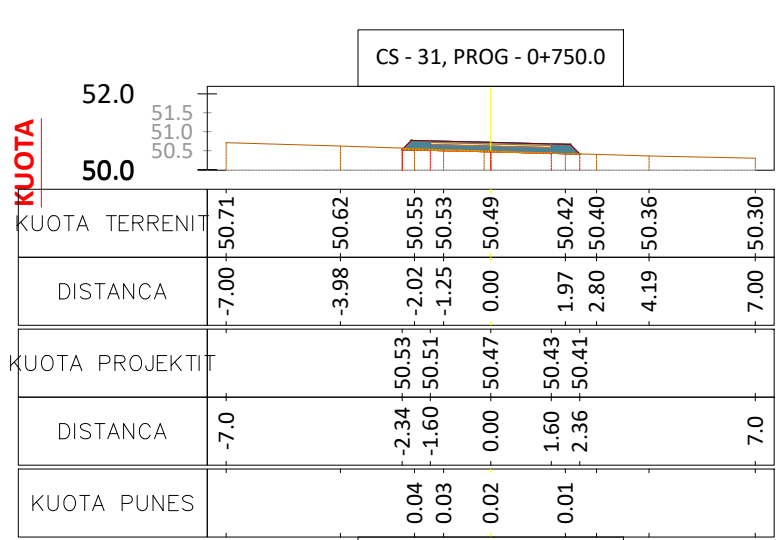 CS - 31, PROG - 0+750.0
KUOTA
52.0
51.5
51.0
50.5
50.0
KUOTA TERRENIT 50.71 50.62 50.55 50.53 50.49 50.42 50.40 50.36 50.30
DISTANCA -7.00 -3.98 -2.02 -1.25 0.00 1.97 2.80 4.19 7.00
KUOTA PROJEKTIT 50.53 50.51 50.47 50.43 50.41
DISTANCA -7.0 -2.34 -1.60 0.00 1.60 2.36 7.0
KUOTA PUNES 0.04 0.03 0.02 0.01